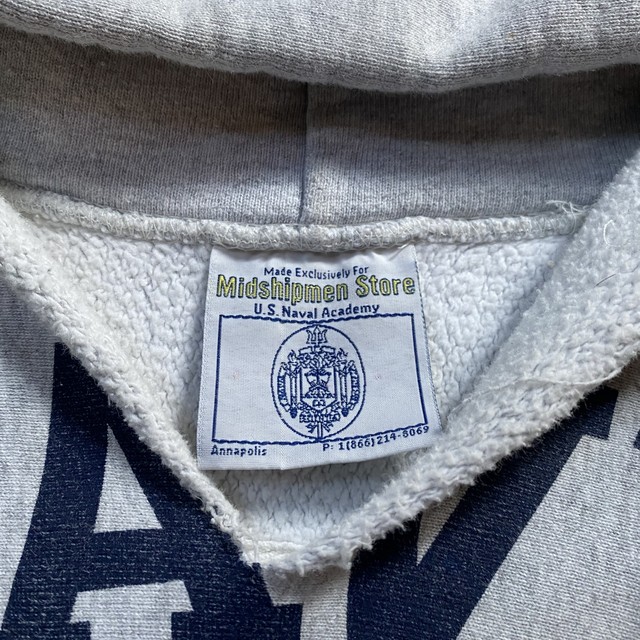 Made Exclusively For
Midshipmen Store
U.S. Naval Academy
Annapolis
P: 1(866)214-8069